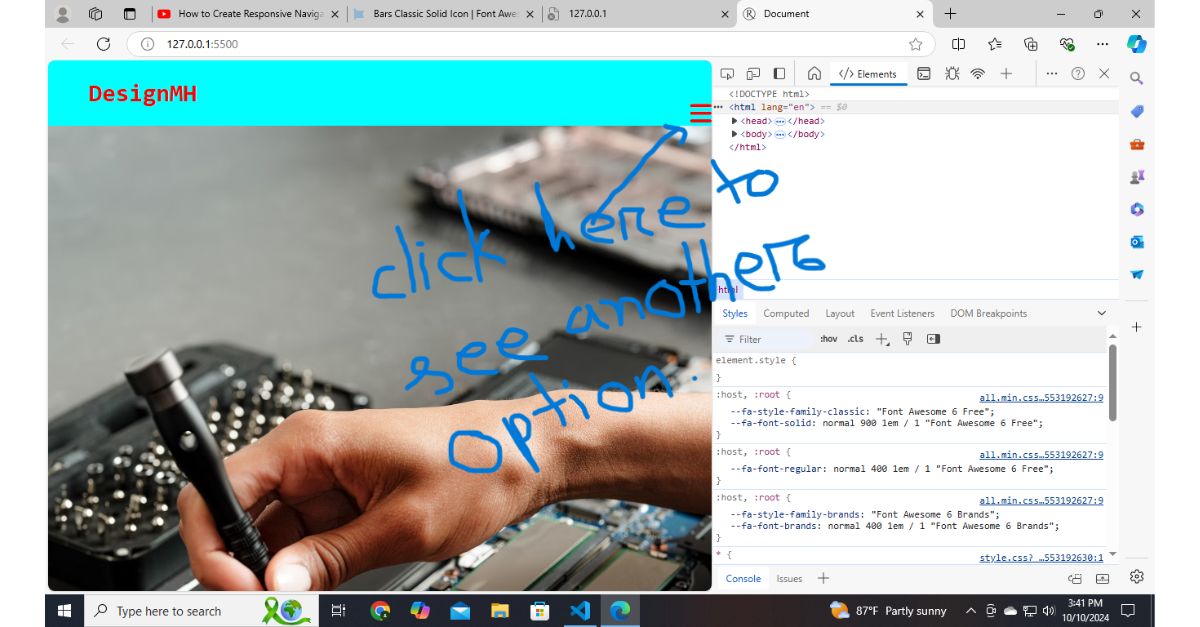 How to Create Responsive Naviga
Bars Classic Solid Icon | Font Awe
127.0.0.1
Document
127.0.0.1:5500
DesignMH
click here to
see anothers
option.
Elements
<!DOCTYPE html>
<html lang="en"> == $0
<head> </head>
<body> </body>
</html>
html
Styles Computed Layout Event Listeners DOM Breakpoints
Filter :hov .cls
element.style {
}
:host, :root { all.min.css…553192627:9
--fa-style-family-classic: "Font Awesome 6 Free";
--fa-font-solid: normal 900 1em / 1 "Font Awesome 6 Free";
}
:host, :root { all.min.css…553192627:9
--fa-font-regular: normal 400 1em / 1 "Font Awesome 6 Free";
}
:host, :root { all.min.css…553192627:9
--fa-style-family-brands: "Font Awesome 6 Brands";
--fa-font-brands: normal 400 1em / 1 "Font Awesome 6 Brands";
}
* { style.css?_…553192630:1
Console Issues
Type here to search
87°F Partly sunny
3:41 PM
10/10/2024